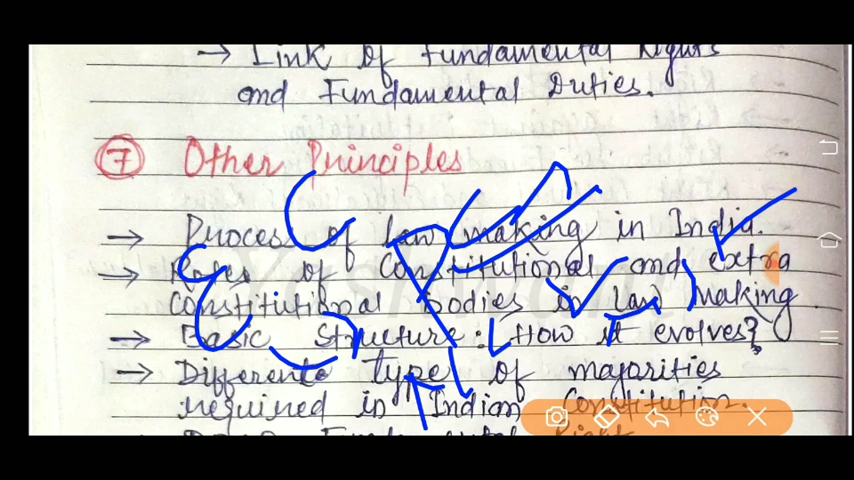 → Link of Fundamental Rights
and Fundamental Duties.
⑦ Other Principles
→ Process of law making in India.
→ Roles of Constitutional and extra
Constitutional bodies in law making
→ Basic Structure: How it evolves?
→ Different type of majorities
required in Indian Constitution.